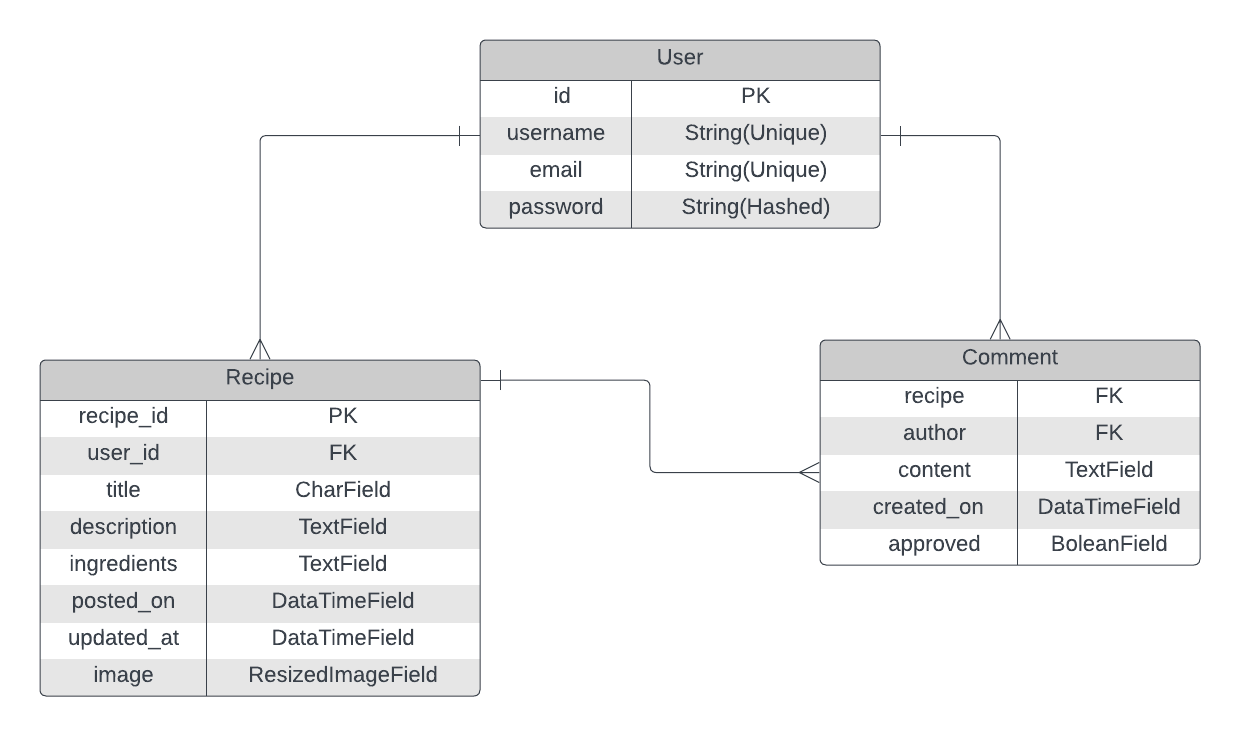 User
id PK
username String(Unique)
email String(Unique)
password String(Hashed)
Recipe
recipe_id PK
user_id FK
title CharField
description TextField
ingredients TextField
posted_on DataTimeField
updated_at DataTimeField
image ResizedImageField
Comment
recipe FK
author FK
content TextField
created_on DataTimeField
approved BoleanField